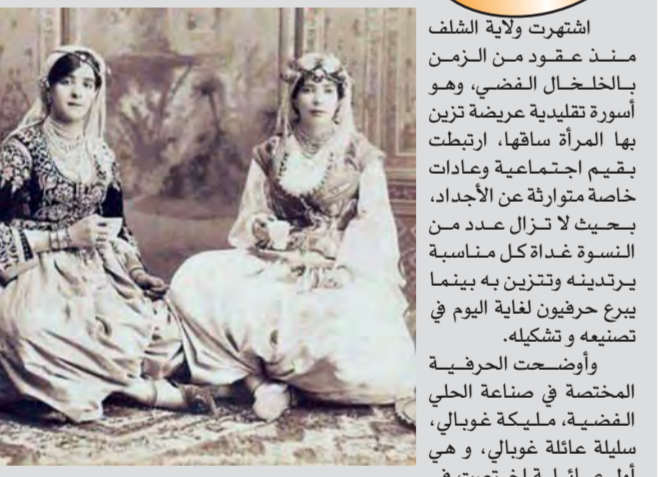 اشتهرت ولاية الشلف
منذ عقود من الزمن
بالخلخال الفضي، وهو
أسورة تقليدية عريضة تزين
بها المرأة ساقها، ارتبطت
بقيم اجتماعية وعادات
خاصة متوارثة عن الأجداد،
بحيث لا تزال عدد من
النسوة غداة كل مناسبة
يرتدينه وتتزين به بينما
يبرع حرفيون لغاية اليوم في
تصنيعه و تشكيله.
وأوضحت الحرفية
المختصة في صناعة الحلي
الفضية، مليكة غوبالي،
سليلة عائلة غوبالي، و هي